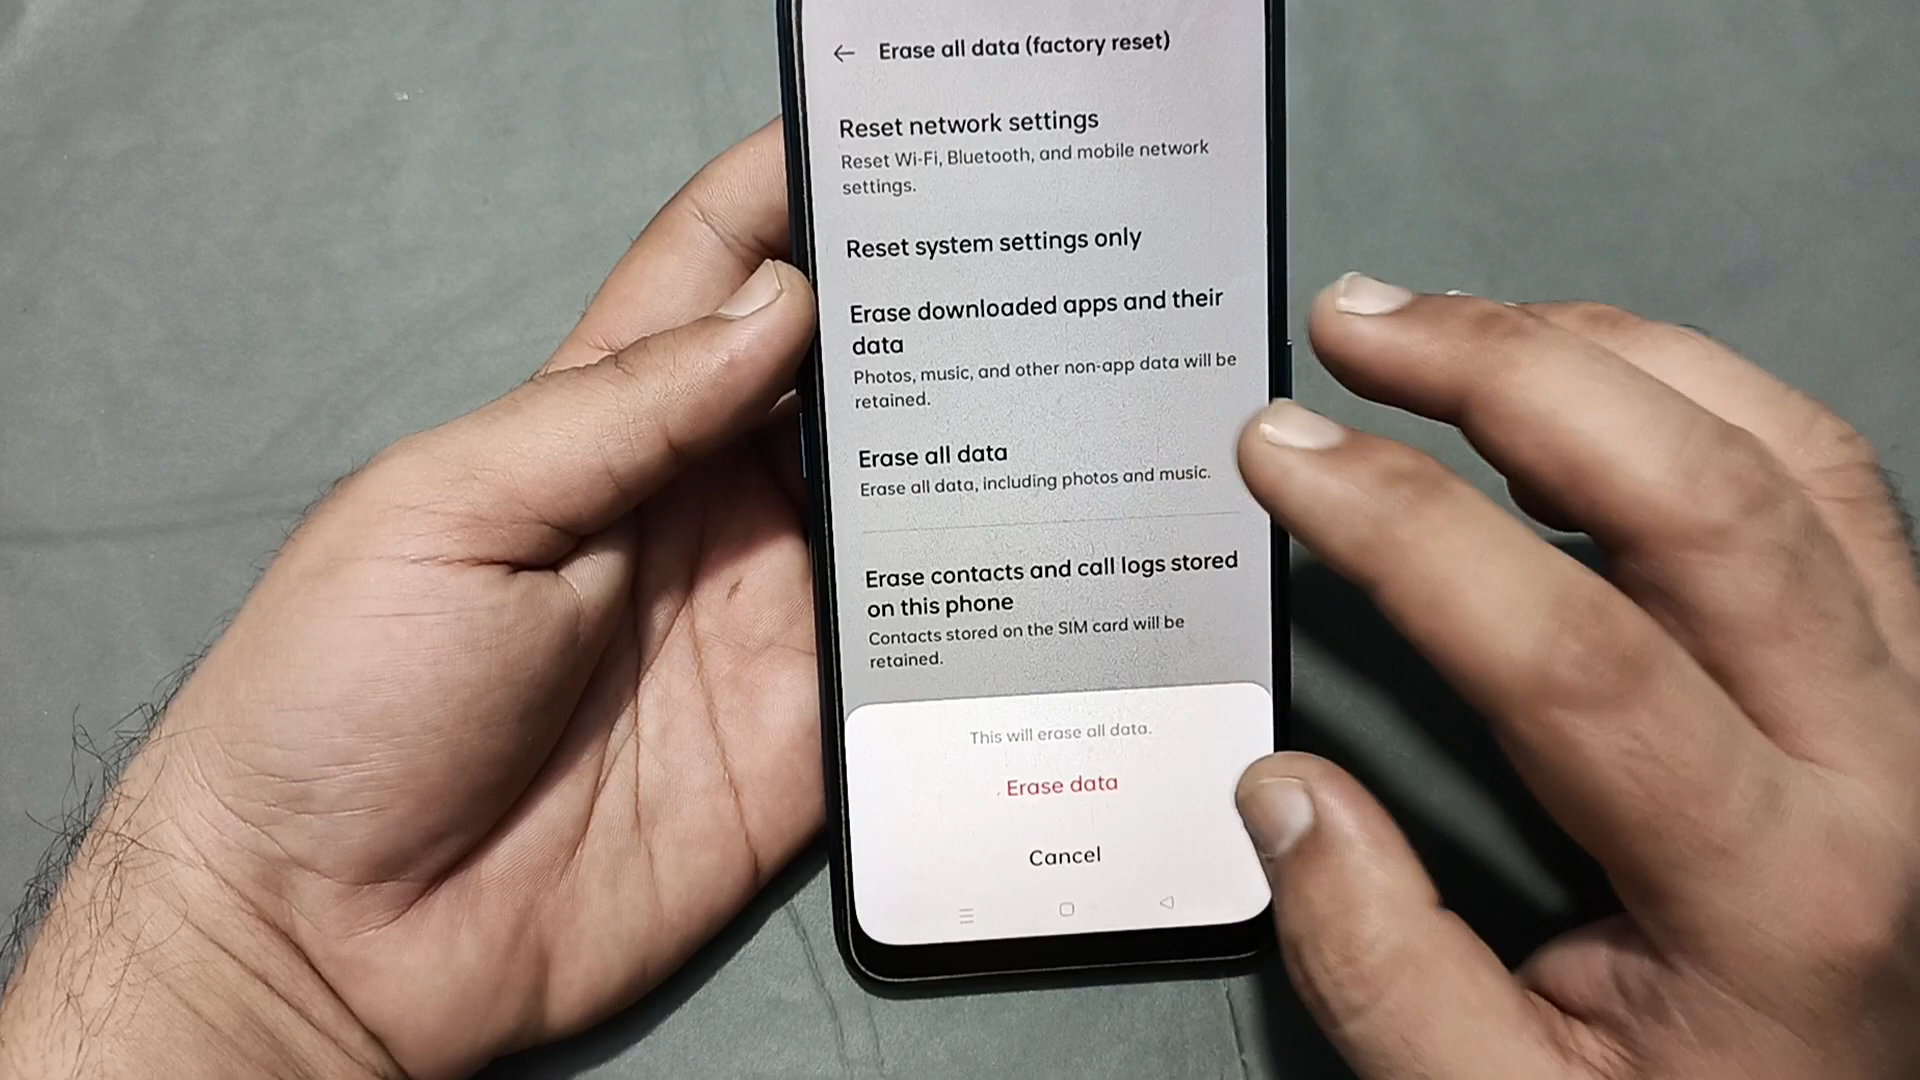 Erase all data (factory reset)
Reset network settings
Reset Wi-Fi, Bluetooth, and mobile network
settings.
Reset system settings only
Erase downloaded apps and their
data
Photos, music, and other non-app data will be
retained.
Erase all data
Erase all data, including photos and music.
Erase contacts and call logs stored
on this phone
Contacts stored on the SIM card will be
retained.
This will erase all data.
Erase data
Cancel